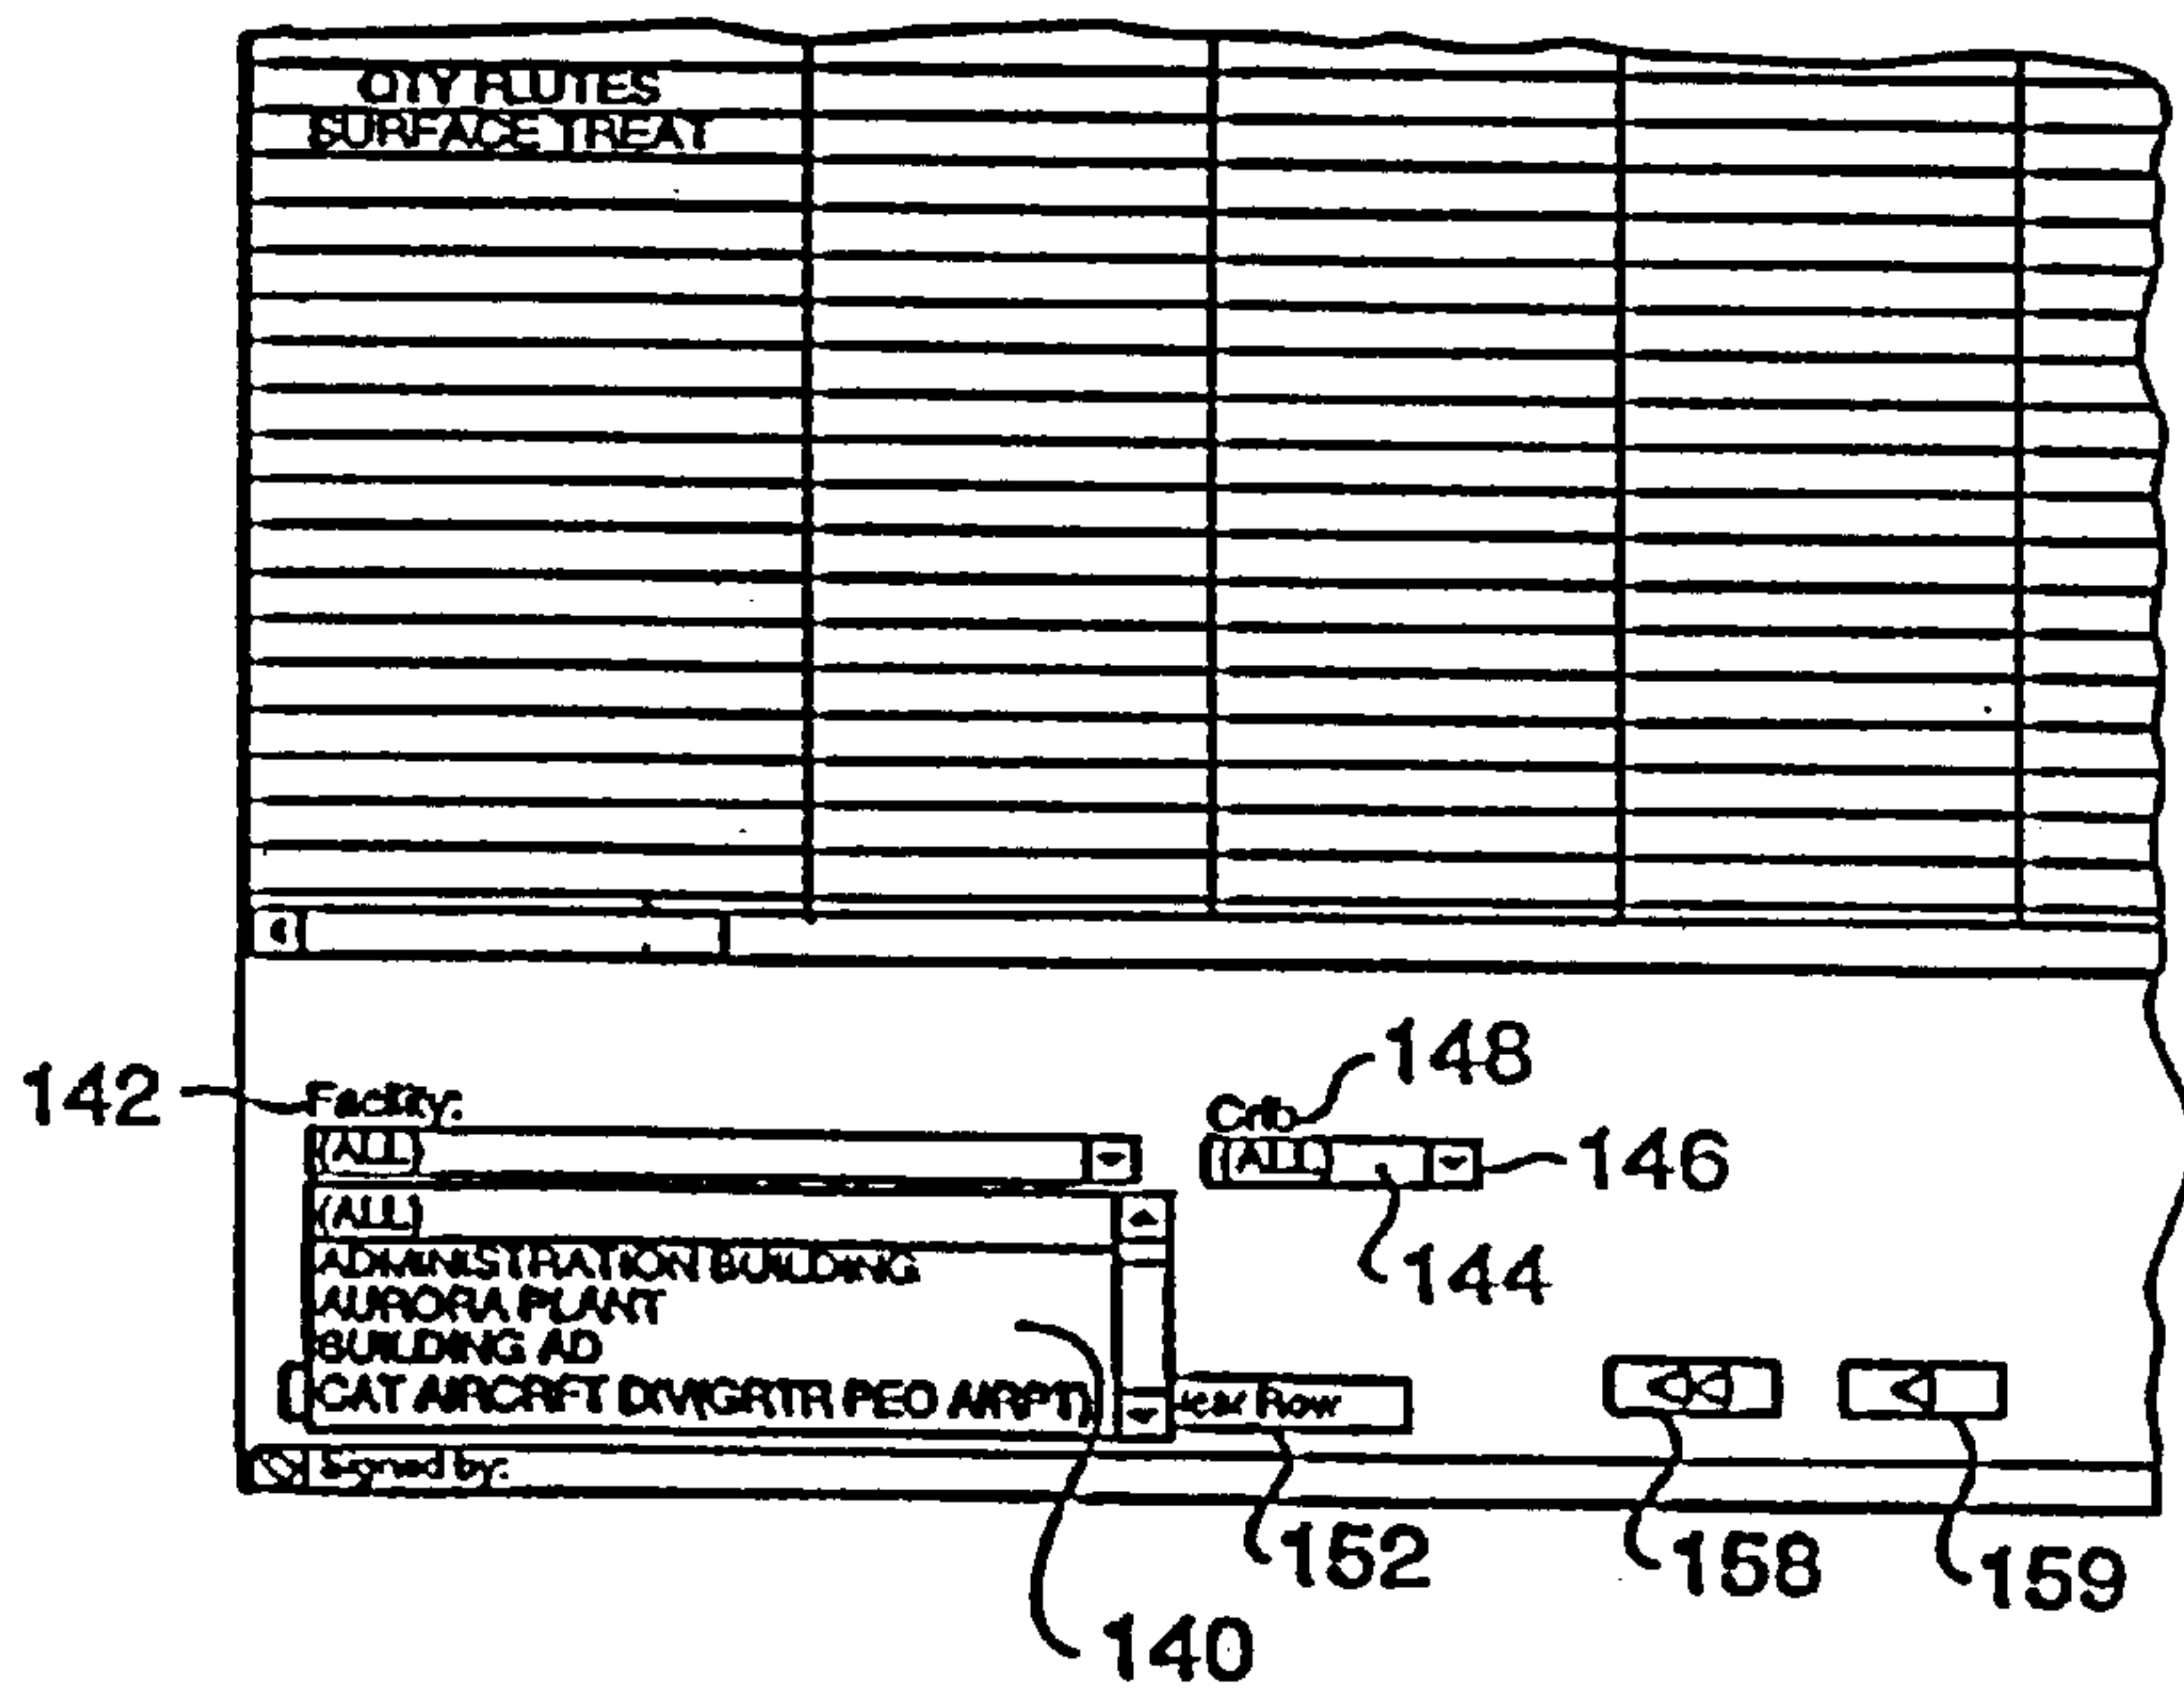 QTY FLUTES
SURFACE TREAT
148
142
Facility:
Crib
(ALL)
(ALL)
146
(ALL)
144
ADMINISTRATION BUILDING
AURORA PLANT
BUILDING AD
CAT AIRCRFT DIV(GRTR PEO AIRPT)
Row
Signed by:
152
158
159
140